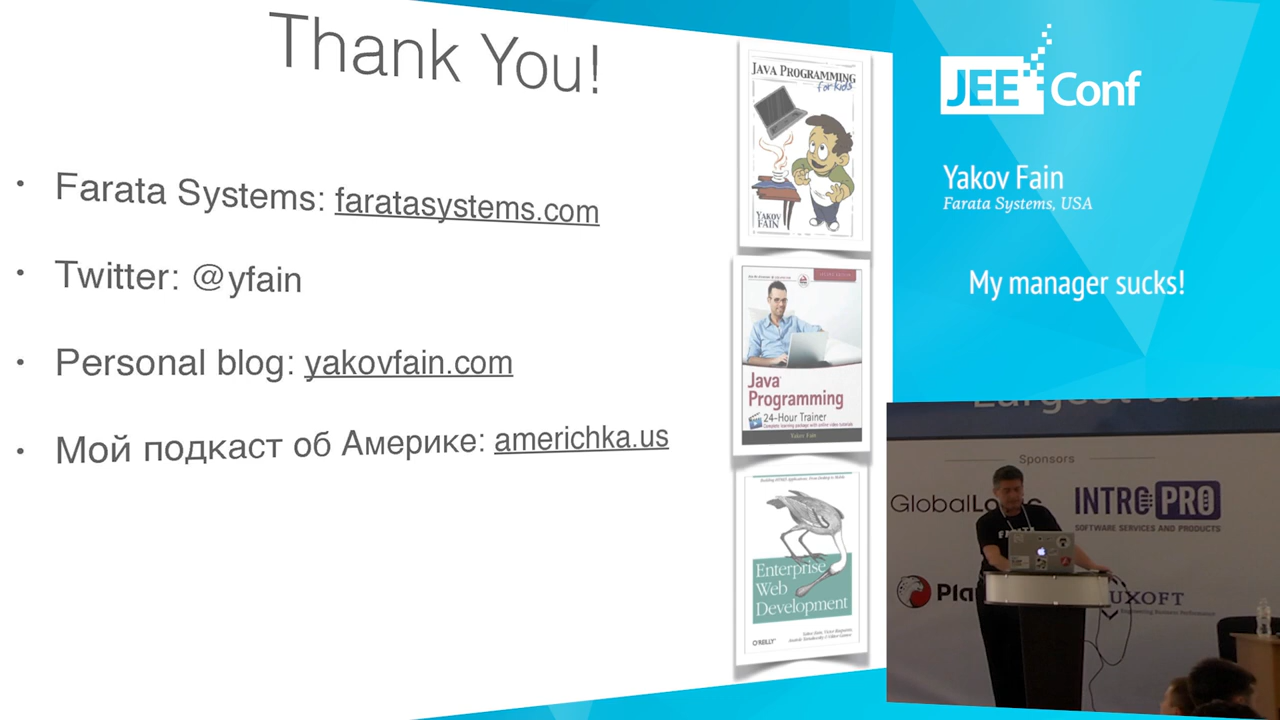 Thank You!
• Farata Systems: faratasystems.com
• Twitter: @yfain
• Personal blog: yakovfain.com
• Мой подкаст об Америке: americhka.us
JAVA PROGRAMMING
for kids
YAKOV
FAIN
Java
Programming
24-Hour Trainer
Yakov Fain
Enterprise
Web
Development
O'REILLY
JEE Conf
Yakov Fain
Farata Systems, USA
My manager sucks!
Sponsors
INTRO PRO
SOFTWARE SERVICES AND PRODUCTS